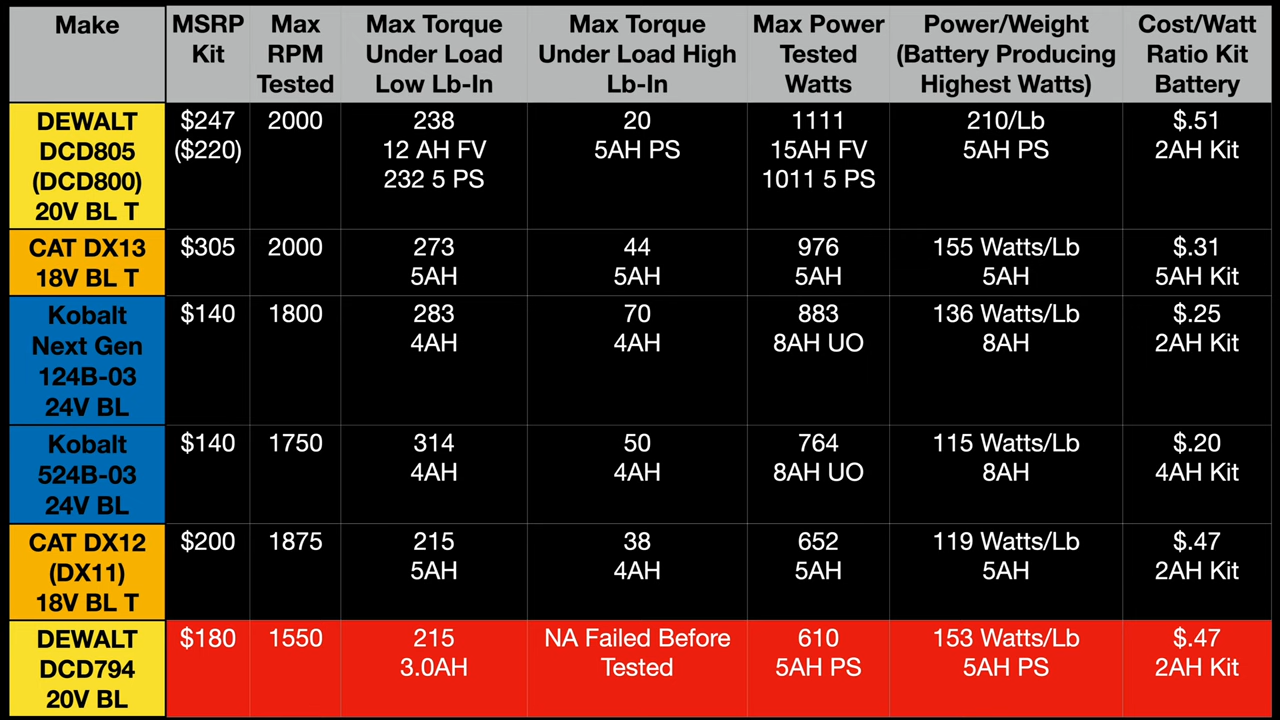 Make MSRP Kit Max RPM Tested Max Torque Under Load Low Lb-In Max Torque Under Load High Lb-In Max Power Tested Watts Power/Weight (Battery Producing Highest Watts) Cost/Watt Ratio Kit Battery
DEWALT $247 2000 238 20 1111 210/Lb $.51
DCD805 ($220) 12 AH FV 5AH PS 15AH FV 5AH PS 2AH Kit
(DCD800) 232 5 PS 1011 5 PS
20V BL T
CAT DX13 $305 2000 273 44 976 155 Watts/Lb $.31
18V BL T 5AH 5AH 5AH 5AH 5AH Kit
Kobalt $140 1800 283 70 883 136 Watts/Lb $.25
Next Gen 4AH 4AH 8AH UO 8AH 2AH Kit
124B-03
24V BL
Kobalt $140 1750 314 50 764 115 Watts/Lb $.20
524B-03 4AH 4AH 8AH UO 8AH 4AH Kit
24V BL
CAT DX12 $200 1875 215 38 652 119 Watts/Lb $.47
(DX11) 5AH 4AH 5AH 5AH 2AH Kit
18V BL T
DEWALT $180 1550 215 NA Failed Before 610 153 Watts/Lb $.47
DCD794 3.0AH Tested 5AH PS 5AH PS 2AH Kit
20V BL